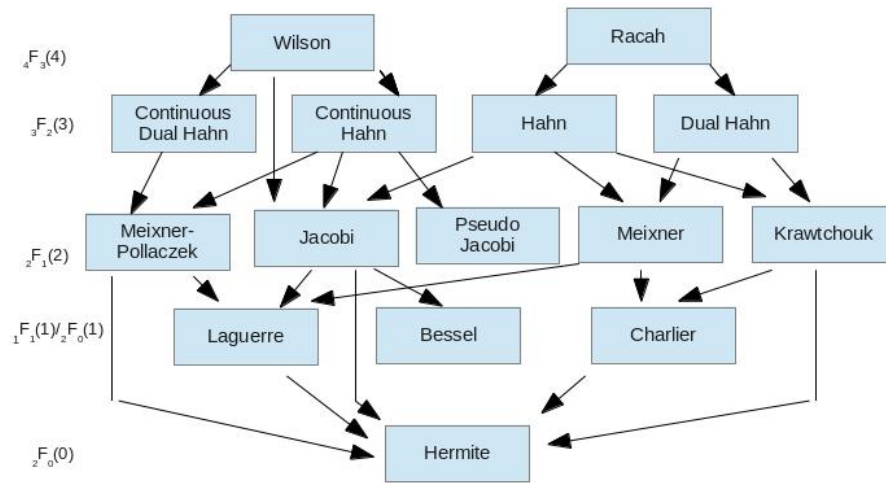 Wilson
Racah
₄F₃(4)
Continuous
Dual Hahn
Continuous
Hahn
Hahn
Dual Hahn
₃F₂(3)
Meixner-
Pollaczek
Jacobi
Pseudo
Jacobi
Meixner
Krawtchouk
₂F₁(2)
Laguerre
Bessel
Charlier
₁F₁(1)/₂F₀(1)
Hermite
₂F₀(0)